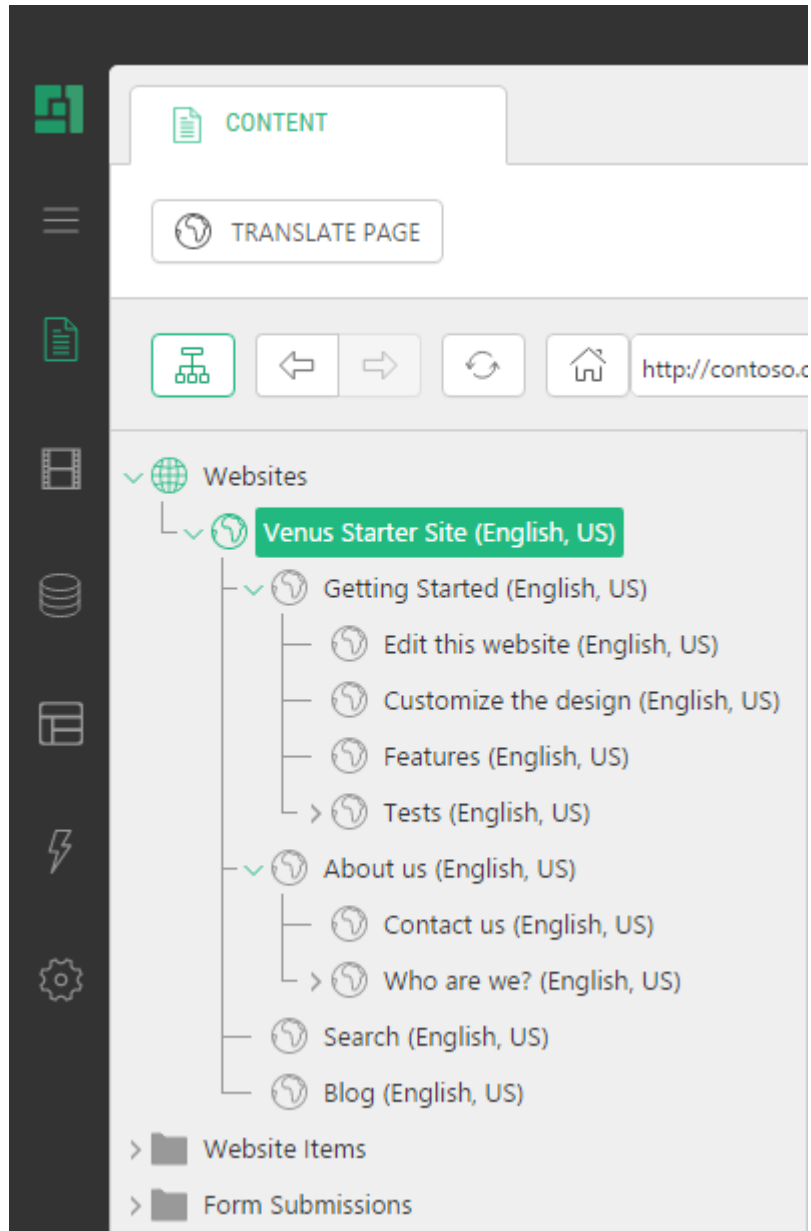 CONTENT
TRANSLATE PAGE
http://contoso.c
Websites
Venus Starter Site (English, US)
Getting Started (English, US)
Edit this website (English, US)
Customize the design (English, US)
Features (English, US)
Tests (English, US)
About us (English, US)
Contact us (English, US)
Who are we? (English, US)
Search (English, US)
Blog (English, US)
Website Items
Form Submissions